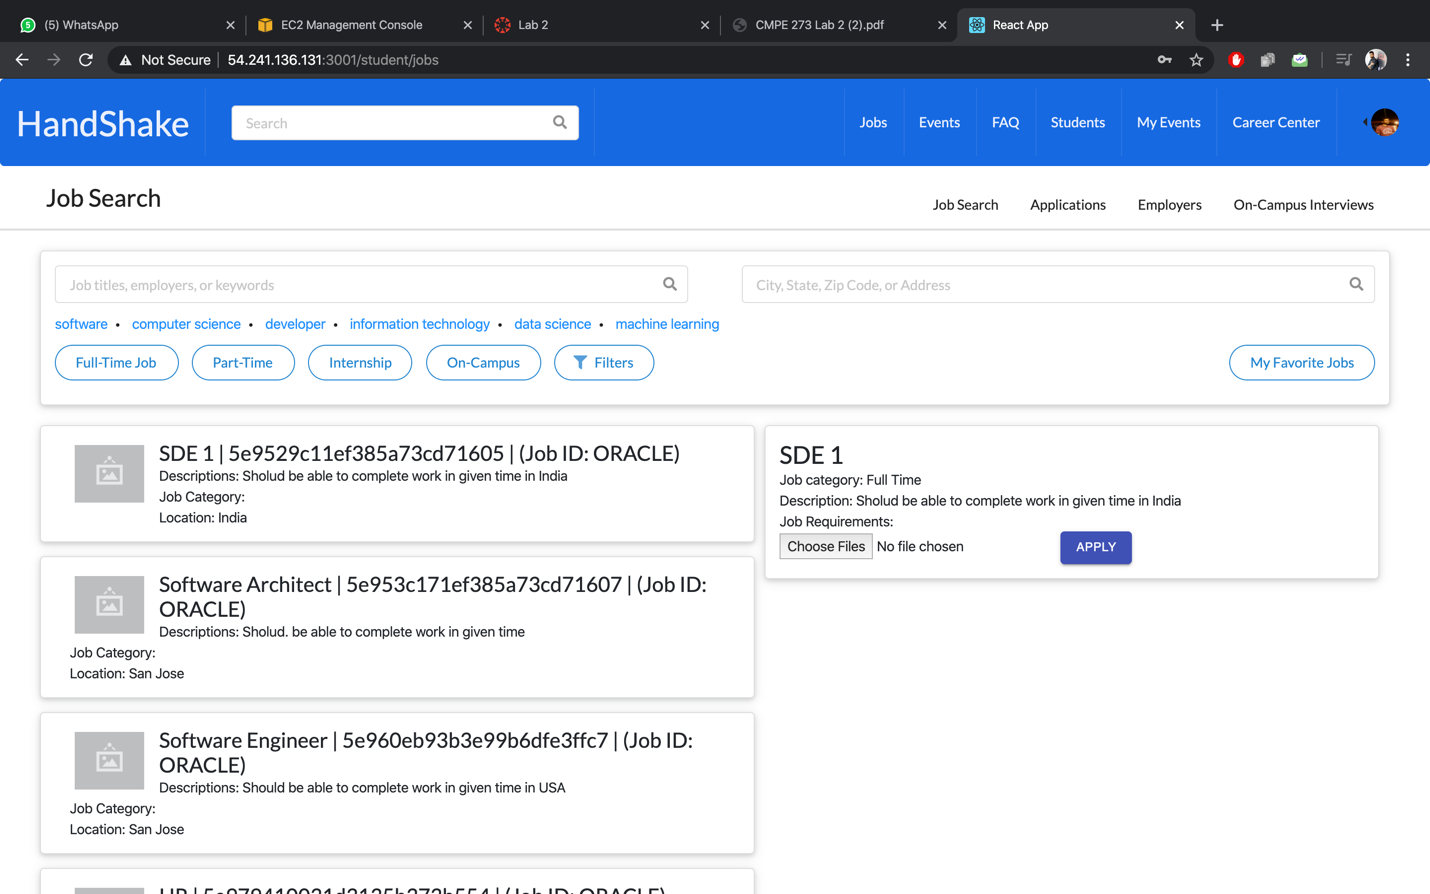 (5) WhatsApp
EC2 Management Console
Lab 2
CMPE 273 Lab 2 (2).pdf
React App
Not Secure
54.241.136.131:3001/student/jobs
HandShake
Search
Jobs
Events
FAQ
Students
My Events
Career Center
Job Search
Job Search
Applications
Employers
On-Campus Interviews
Job titles, employers, or keywords
City, State, Zip Code, or Address
software • computer science • developer • information technology • data science • machine learning
Full-Time Job
Part-Time
Internship
On-Campus
Filters
My Favorite Jobs
SDE 1 | 5e9529c11ef385a73cd71605 | (Job ID: ORACLE)
Descriptions: Sholud be able to complete work in given time in India
Job Category:
Location: India
Software Architect | 5e953c171ef385a73cd71607 | (Job ID:
ORACLE)
Descriptions: Sholud. be able to complete work in given time
Job Category:
Location: San Jose
Software Engineer | 5e960eb93b3e99b6dfe3ffc7 | (Job ID:
ORACLE)
Descriptions: Should be able to complete work in given time in USA
Job Category:
Location: San Jose
SDE 1
Job category: Full Time
Description: Sholud be able to complete work in given time in India
Job Requirements:
Choose Files
No file chosen
APPLY